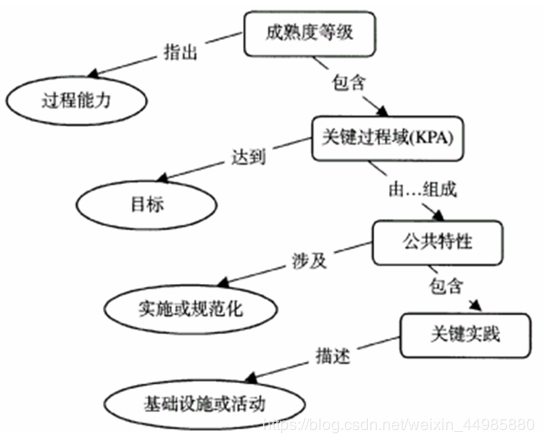 成熟度等级
指出
过程能力
包含
关键过程域(KPA)
达到
目标
由…组成
公共特性
涉及
包含
实施或规范化
关键实践
描述
基础设施或活动
https://blog.csdn.net/weixin_44985880